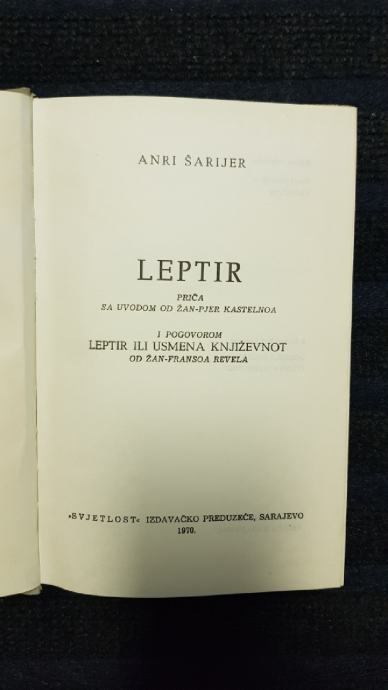 ANRI ŠARIJER
LEPTIR
PRIČA
SA UVODOM OD ŽAN-PJER KASTELNOA
I POGOVOROM
LEPTIR ILI USMENA KNJIŽEVNOT
OD ŽAN-FRANSOA REVELA
»SVJETLOST« IZDAVAČKO PREDUZEĆE, SARAJEVO
1970.